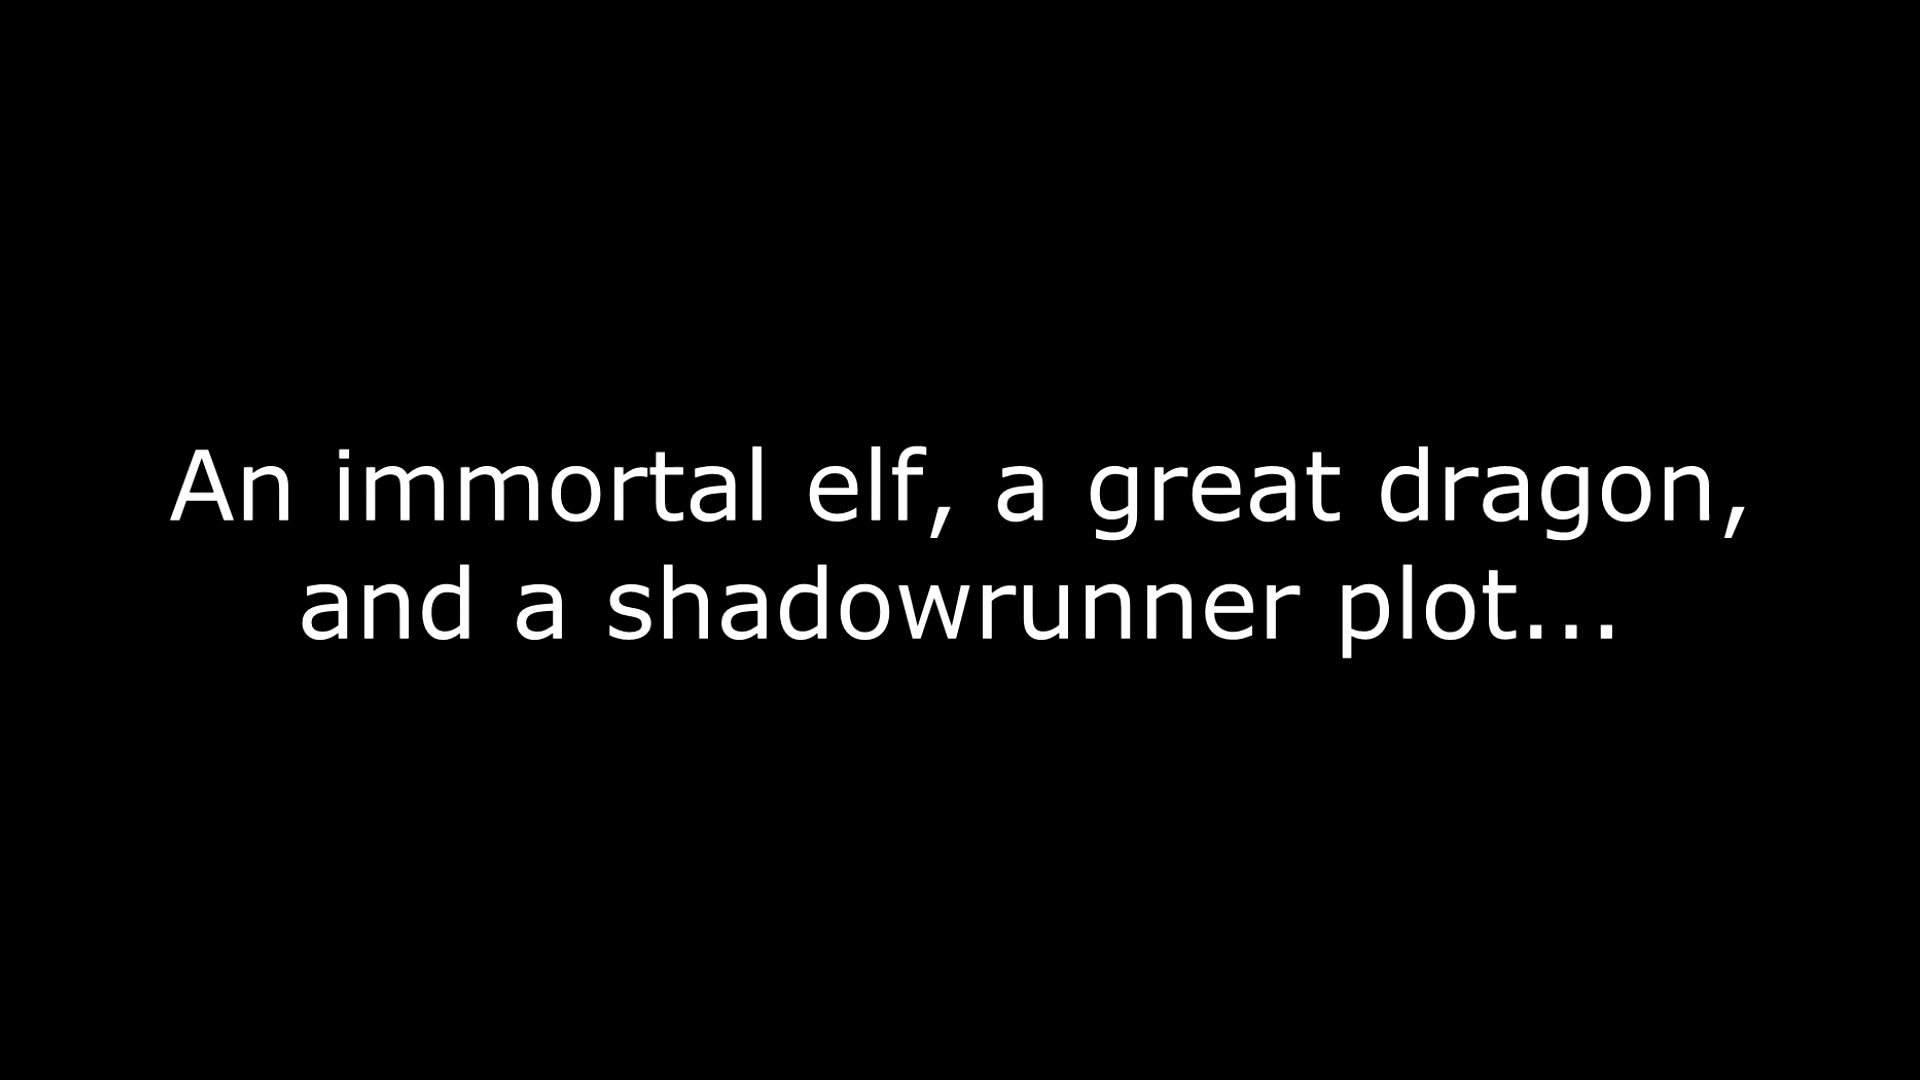 An immortal elf, a great dragon,
and a shadowrunner plot...